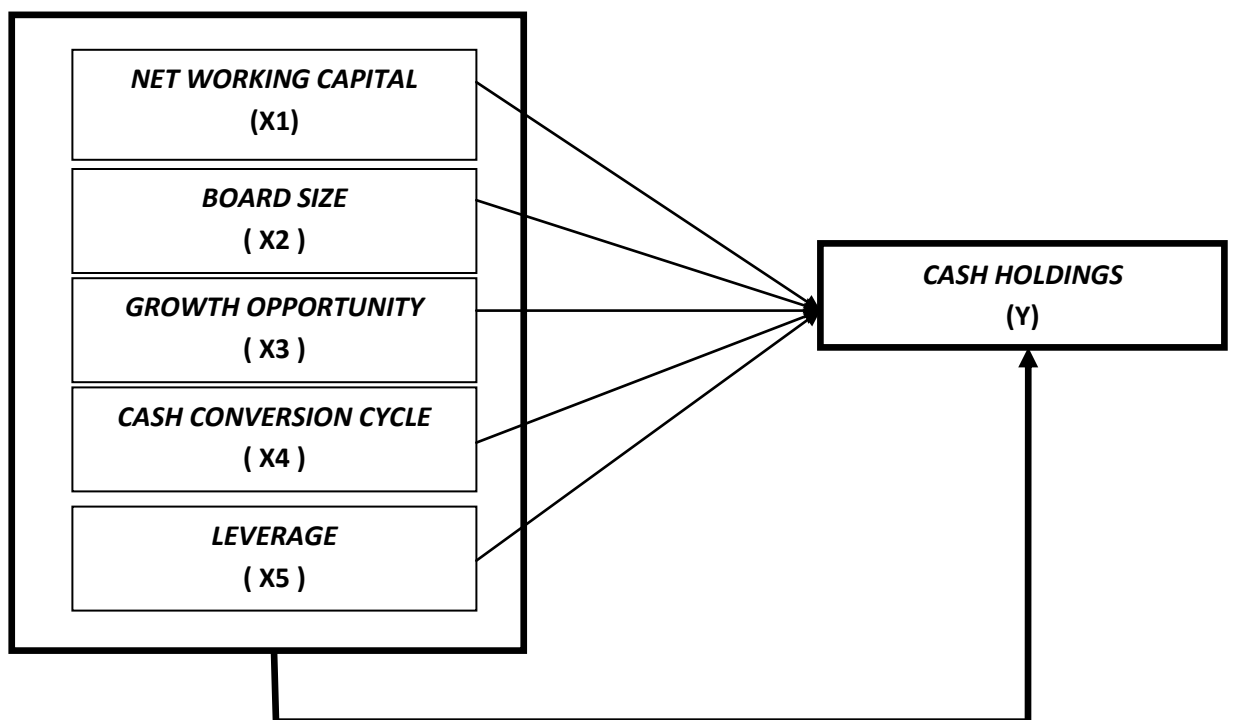 NET WORKING CAPITAL
(X1)
BOARD SIZE
( X2 )
GROWTH OPPORTUNITY
( X3 )
CASH CONVERSION CYCLE
( X4 )
LEVERAGE
( X5 )
CASH HOLDINGS
(Y)